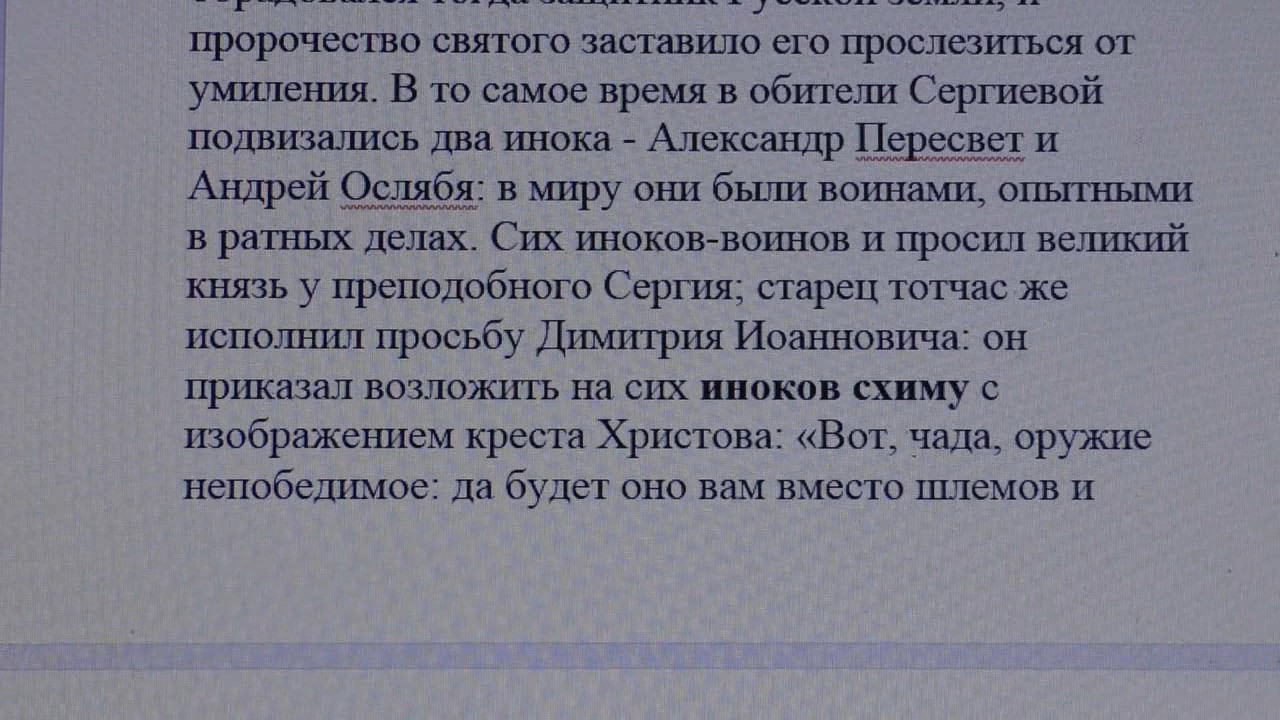 пророчество святого заставило его прослезиться от
умиления. В то самое время в обители Сергиевой
подвизались два инока - Александр Пересвет и
Андрей Ослябя: в миру они были воинами, опытными
в ратных делах. Сих иноков-воинов и просил великий
князь у преподобного Сергия; старец тотчас же
исполнил просьбу Димитрия Иоанновича: он
приказал возложить на сих иноков схиму с
изображением креста Христова: «Вот, чада, оружие
непобедимое: да будет оно вам вместо шлемов и